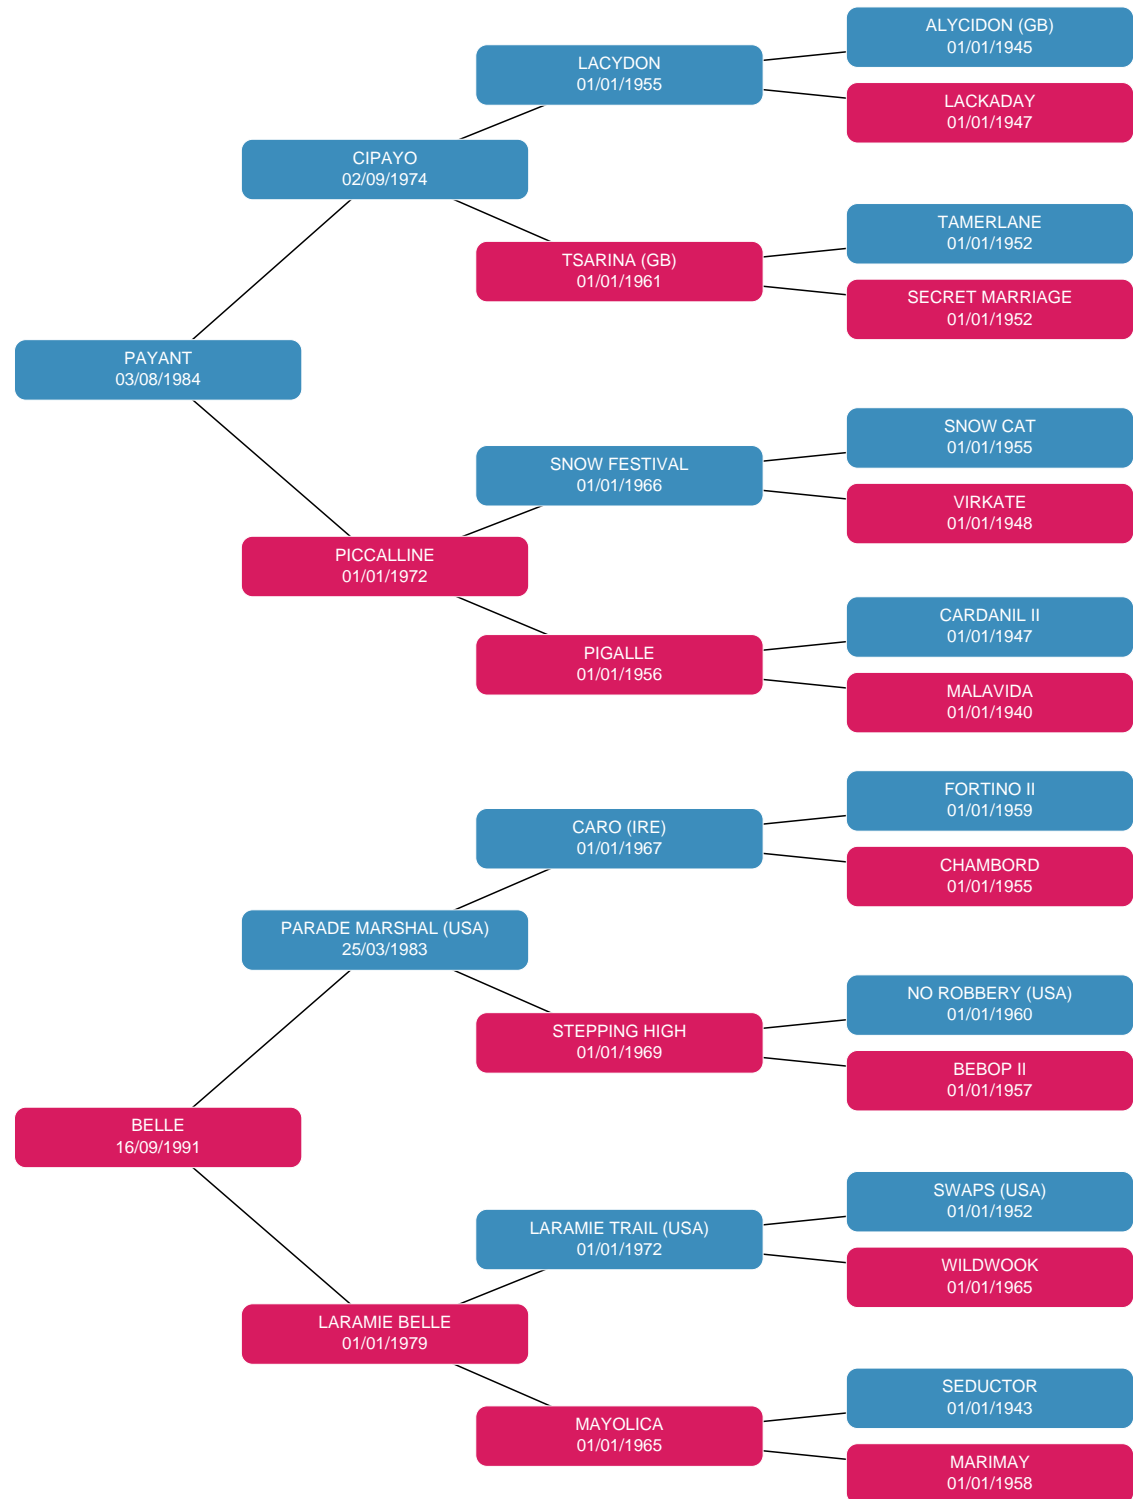 ALYCIDON (GB)
01/01/1945
LACYDON
01/01/1955
LACKADAY
01/01/1947
CIPAYO
02/09/1974
TAMERLANE
01/01/1952
TSARINA (GB)
01/01/1961
SECRET MARRIAGE
01/01/1952
PAYANT
03/08/1984
SNOW CAT
01/01/1955
SNOW FESTIVAL
01/01/1966
VIRKATE
01/01/1948
PICCALLINE
01/01/1972
CARDANIL II
01/01/1947
PIGALLE
01/01/1956
MALAVIDA
01/01/1940
FORTINO II
01/01/1959
CARO (IRE)
01/01/1967
CHAMBORD
01/01/1955
PARADE MARSHAL (USA)
25/03/1983
NO ROBBERY (USA)
01/01/1960
STEPPING HIGH
01/01/1969
BEBOP II
01/01/1957
BELLE
16/09/1991
SWAPS (USA)
01/01/1952
LARAMIE TRAIL (USA)
01/01/1972
WILDWOOK
01/01/1965
LARAMIE BELLE
01/01/1979
SEDUCTOR
01/01/1943
MAYOLICA
01/01/1965
MARIMAY
01/01/1958